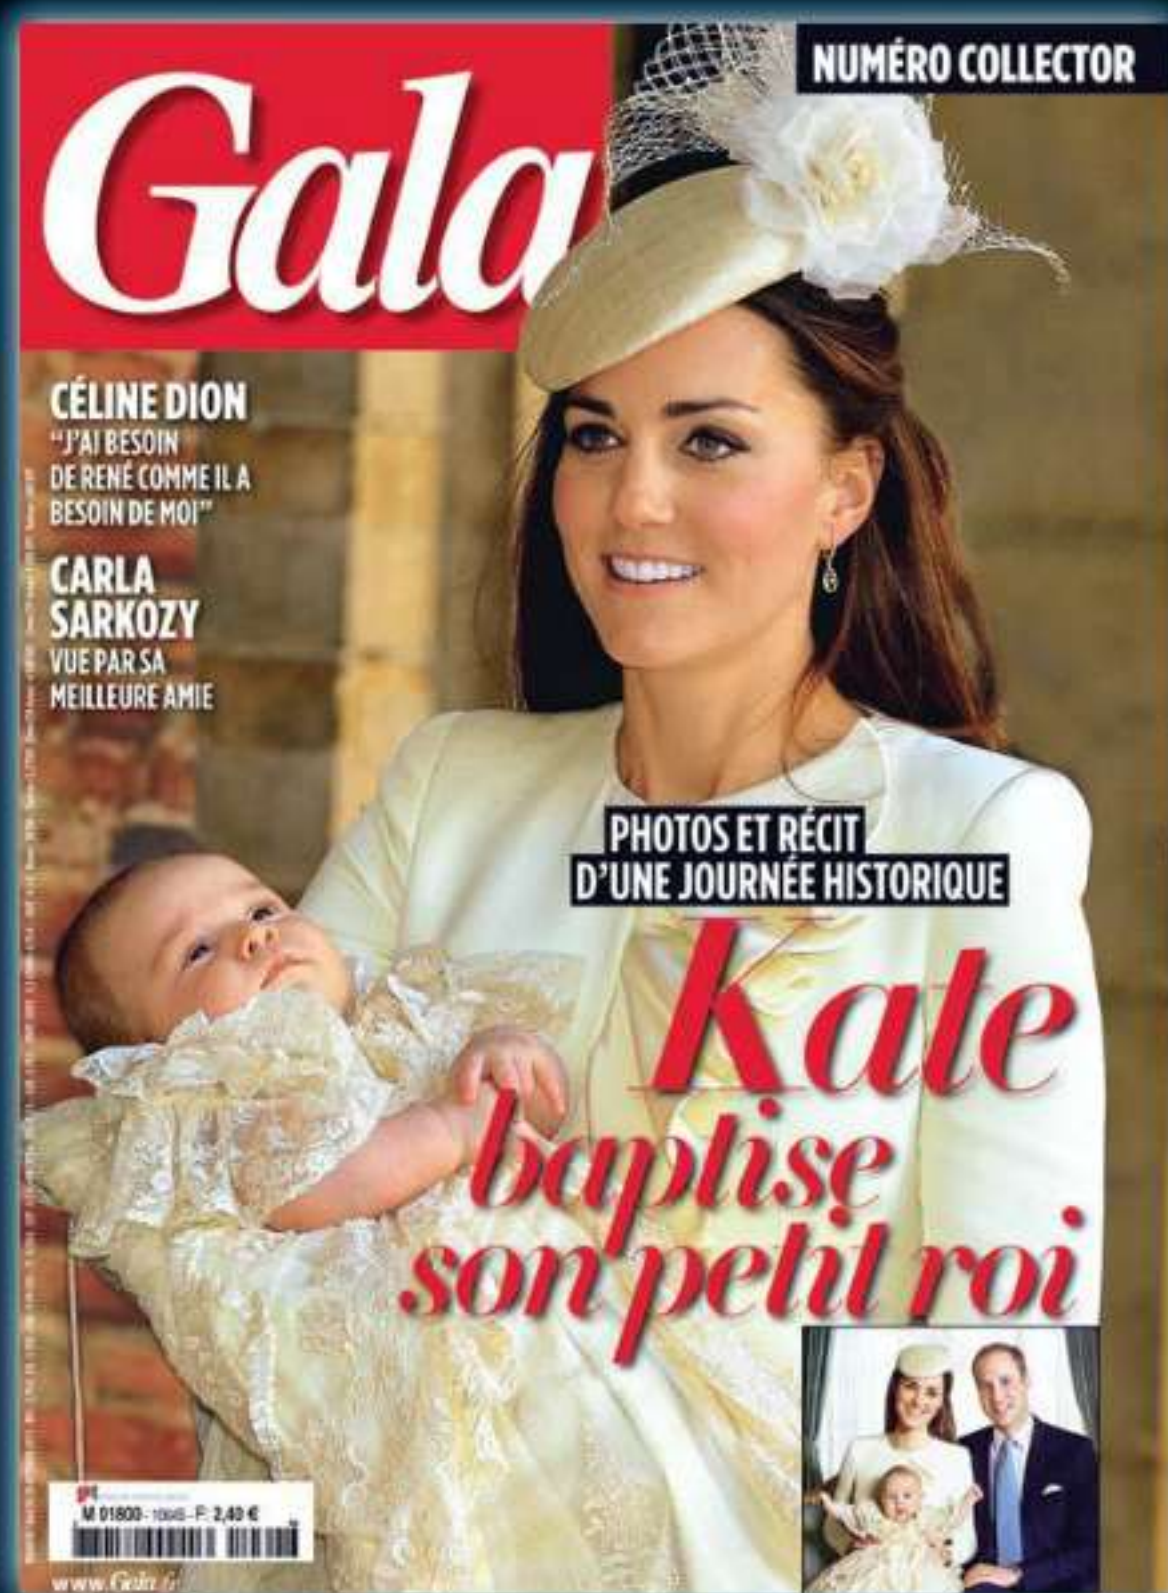 NUMÉRO COLLECTOR
Gala
CÉLINE DION
“J’AI BESOIN
DE RENÉ COMME IL A
BESOIN DE MOI”
CARLA
SARKOZY
VUE PAR SA
MEILLEURE AMIE
PHOTOS ET RÉCIT
D’UNE JOURNÉE HISTORIQUE
Kate
baptise
son petit roi
M 01800 - F: 2,40 €
www.Gala.fr